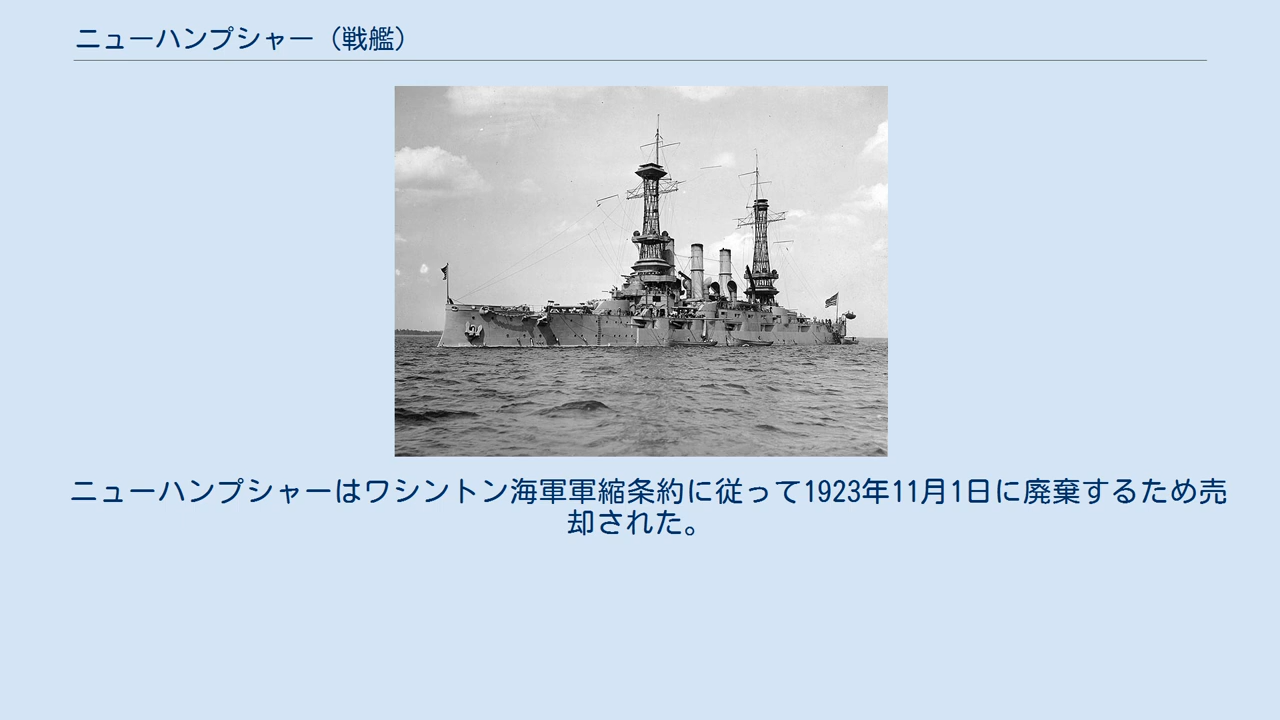 ニューハンプシャー（戦艦）
ニューハンプシャーはワシントン海軍軍縮条約に従って1923年11月1日に廃棄するため売
却された。